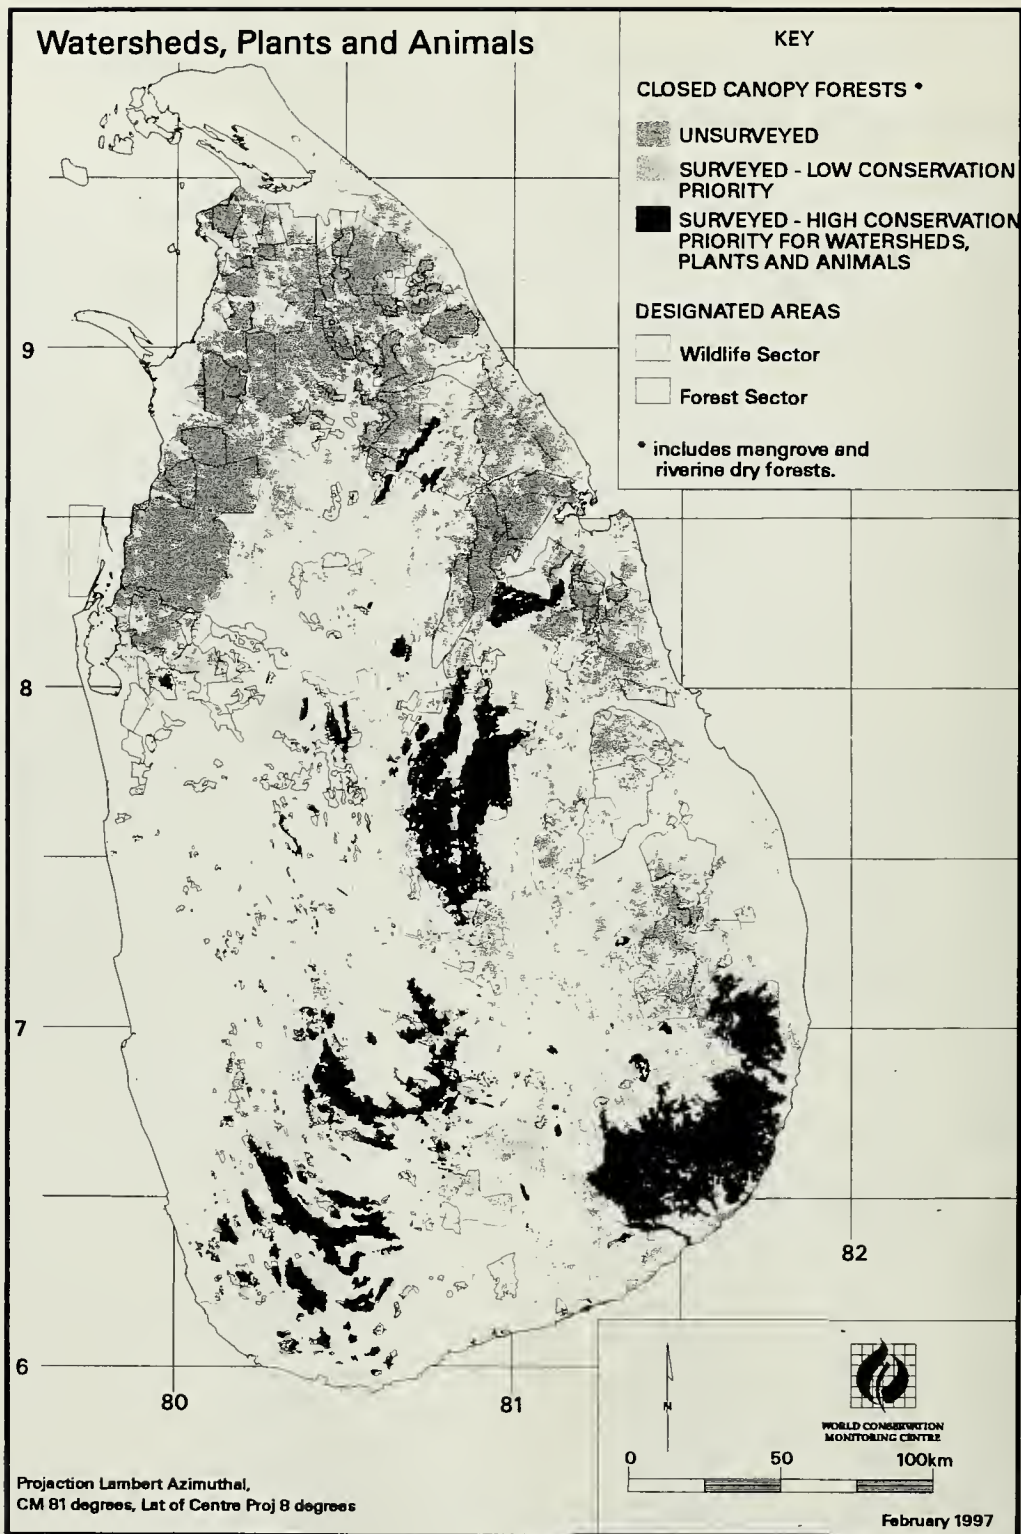 Watersheds, Plants and Animals
KEY
CLOSED CANOPY FORESTS *
UNSURVEYED
SURVEYED - LOW CONSERVATION
PRIORITY
SURVEYED - HIGH CONSERVATION
PRIORITY FOR WATERSHEDS,
PLANTS AND ANIMALS
DESIGNATED AREAS
Wildlife Sector
Forest Sector
* includes mangrove and
riverine dry forests.
9
8
7
6
80
81
82
N
WORLD CONSERVATION
MONITORING CENTRE
0 50 100km
Projection Lambert Azimuthal,
CM 81 degrees, Lat of Centre Proj 8 degrees
February 1997